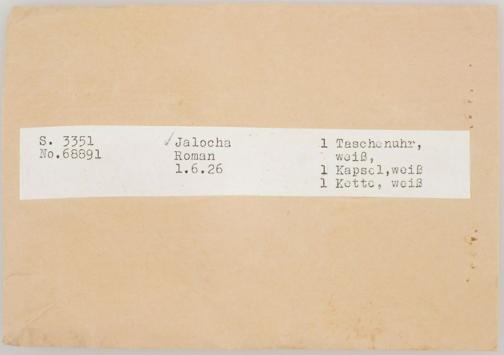 S. 3351
No.68891
Jalocha
Roman
1.6.26
1 Taschenuhr,
weiß,
1 Kapsel,weiß
1 Kette, weiß